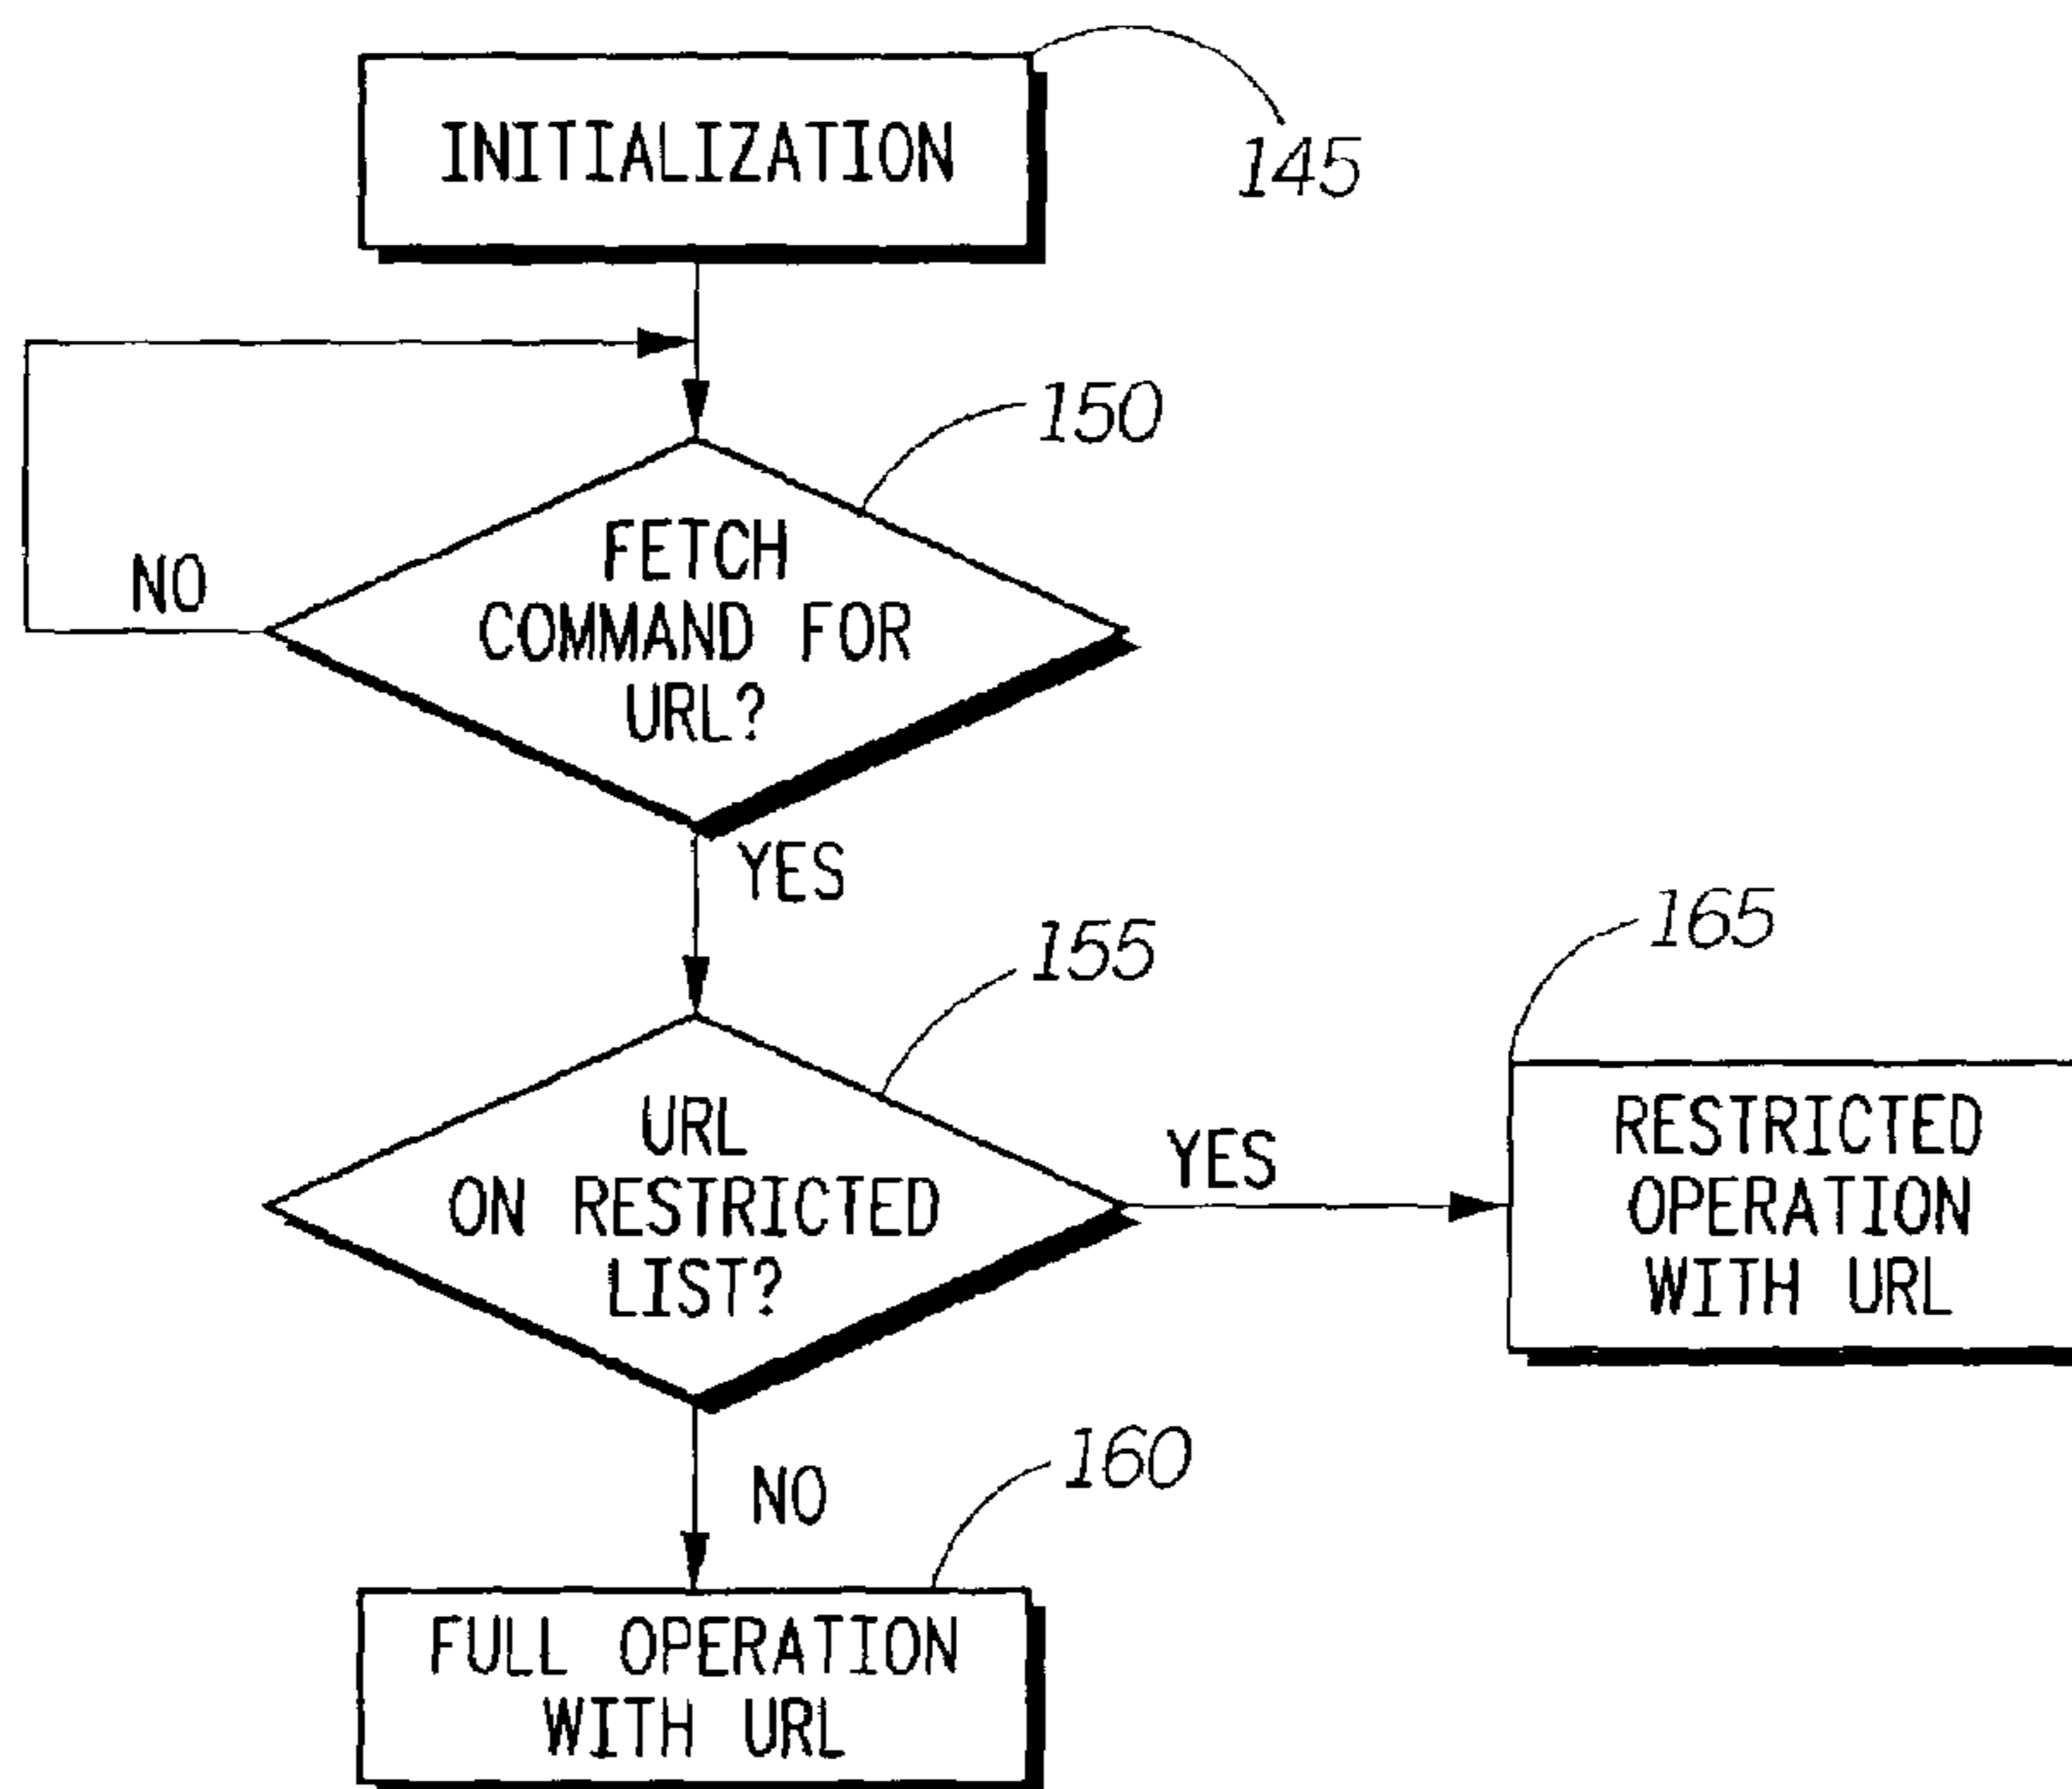 INITIALIZATION
145
150
FETCH
COMMAND FOR
URL?
NO
YES
155
165
URL
ON RESTRICTED
LIST?
YES
RESTRICTED
OPERATION
WITH URL
NO
160
FULL OPERATION
WITH URL